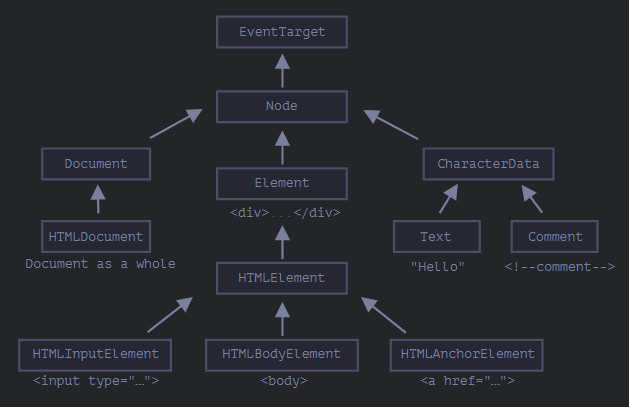 EventTarget
Node
Document
Element
CharacterData
<div>...</div>
HTMLDocument
Text
Comment
Document as a whole
"Hello"
<!--comment-->
HTMLElement
HTMLInputElement
HTMLBodyElement
HTMLAnchorElement
<input type="…">
<body>
<a href="…">